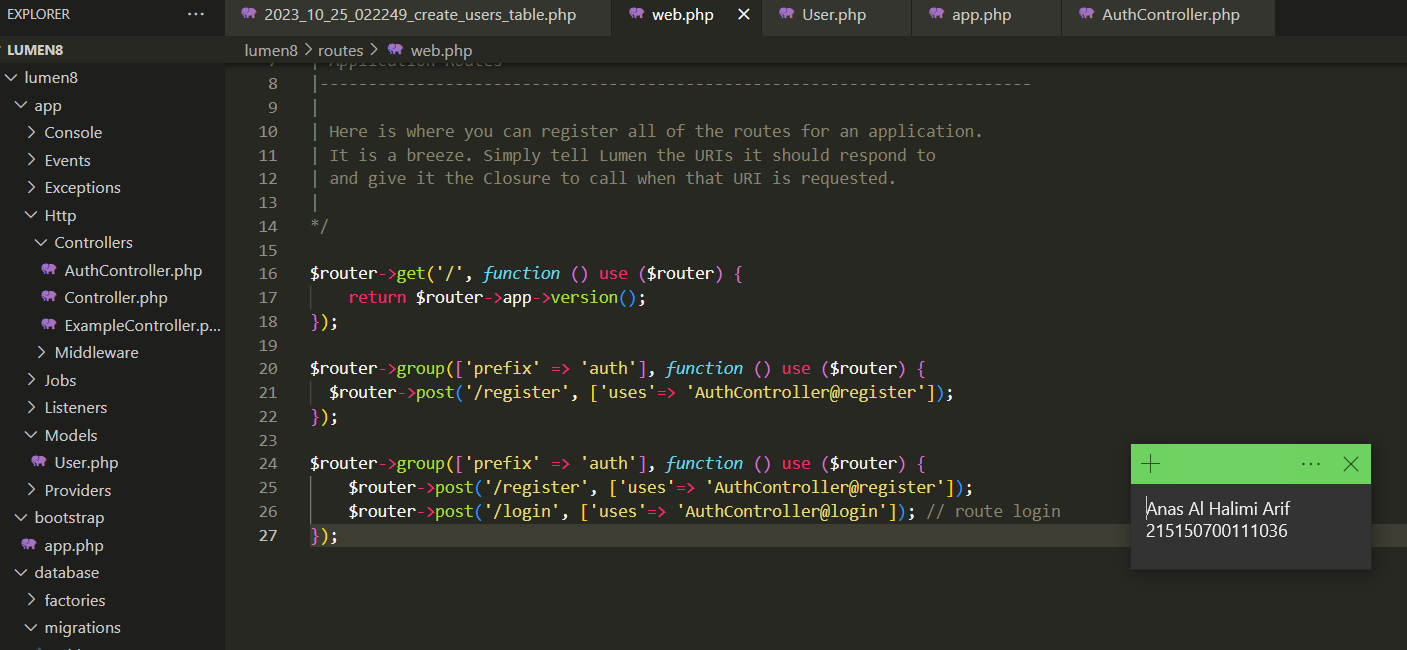 EXPLORER ...
2023_10_25_022249_create_users_table.php
web.php
User.php
app.php
AuthController.php
LUMEN8
lumen8 > routes > web.php
lumen8
app
Console
Events
Exceptions
Http
Controllers
AuthController.php
Controller.php
ExampleController.p...
Middleware
Jobs
Listeners
Models
User.php
Providers
bootstrap
app.php
database
factories
migrations
7 | Application Routes
8 |--------------------------------------------------------------------------
9 |
10 | Here is where you can register all of the routes for an application.
11 | It is a breeze. Simply tell Lumen the URIs it should respond to
12 | and give it the Closure to call when that URI is requested.
13 |
14 */
15
16 $router->get('/', function () use ($router) {
17     return $router->app->version();
18 });
19
20 $router->group(['prefix' => 'auth'], function () use ($router) {
21   $router->post('/register', ['uses'=> 'AuthController@register']);
22 });
23
24 $router->group(['prefix' => 'auth'], function () use ($router) {
25     $router->post('/register', ['uses'=> 'AuthController@register']);
26     $router->post('/login', ['uses'=> 'AuthController@login']); // route login
27 });
Anas Al Halimi Arif
215150700111036